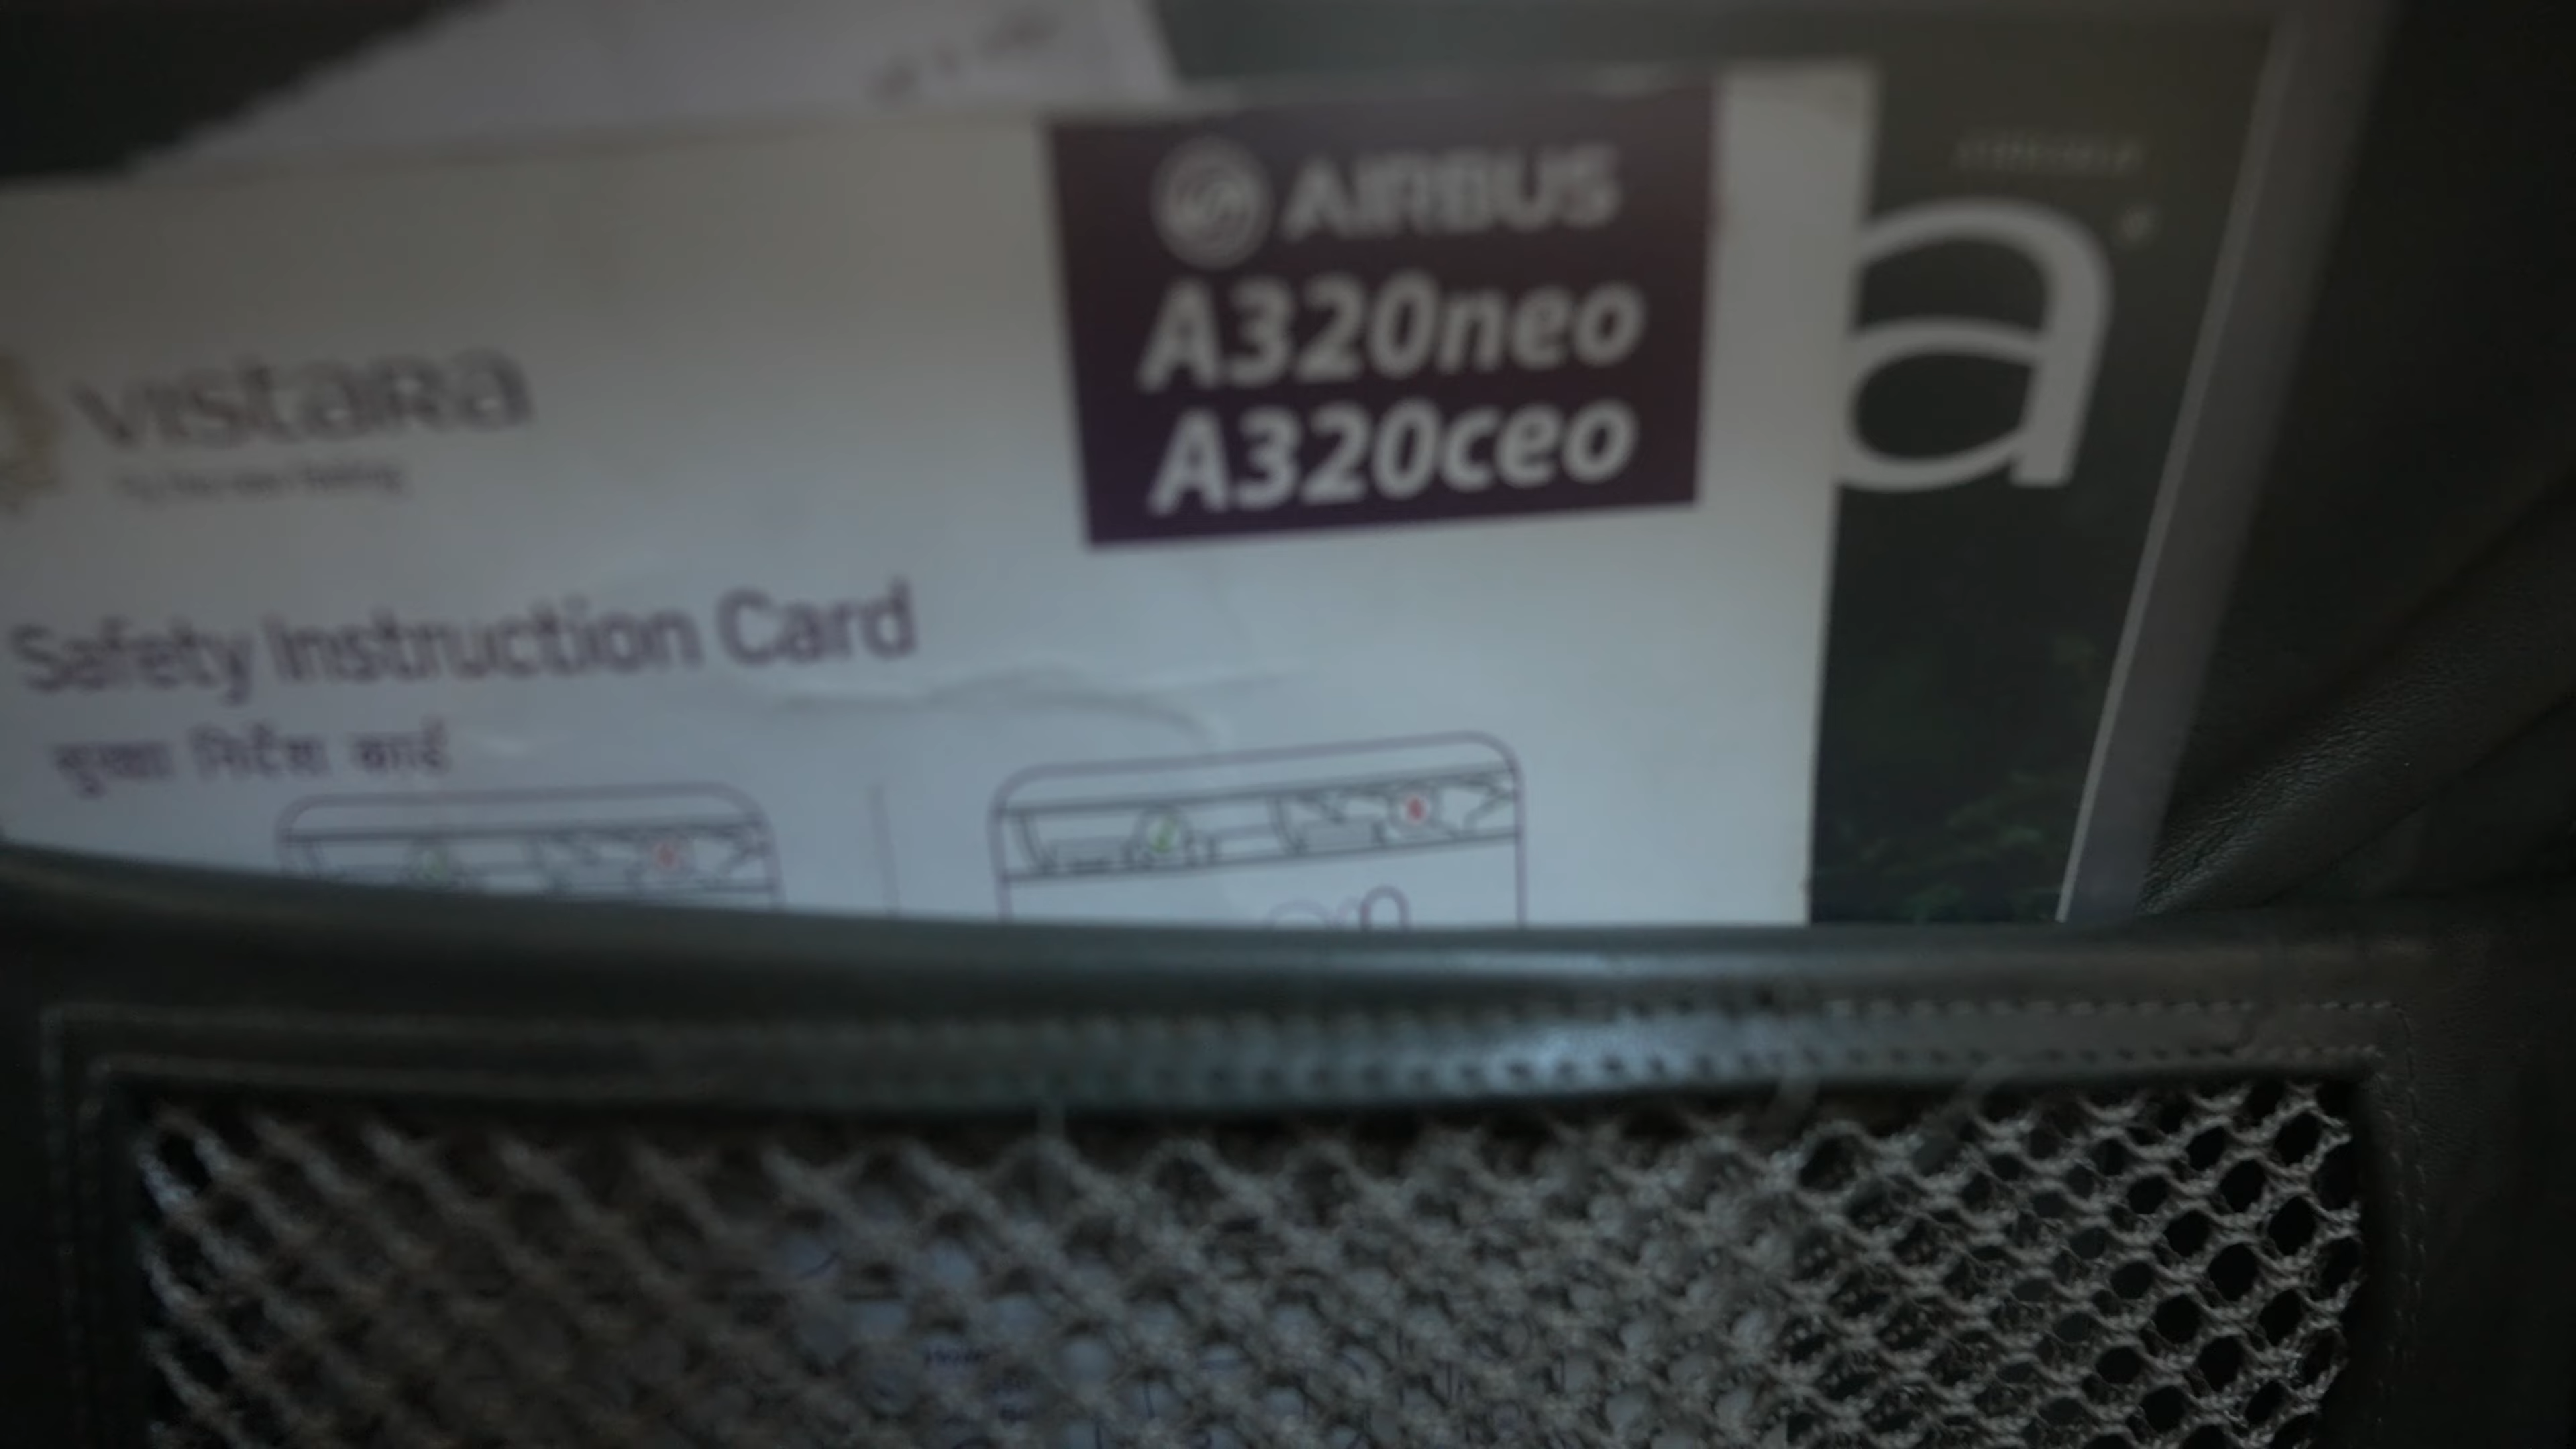 AIRBUS
A320neo
A320ceo
vistaRa
Safety Instruction Card
सुरक्षा निर्देश कार्ड
a